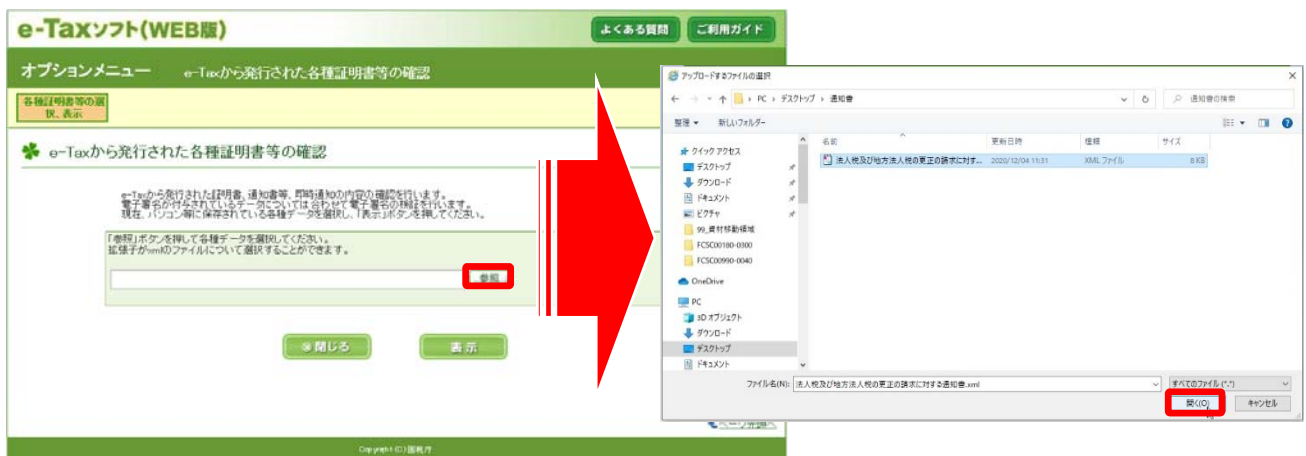 e-Taxソフト(WEB版)
よくある質問
ご利用ガイド
オプションメニュー
e-Taxから発行された各種証明書等の確認
各種証明書等の選
択、表示
e-Taxから発行された各種証明書等の確認
e-Taxから発行された証明書、通知書等、即時通知の内容の確認を行います。
電子署名が付与されているデータについては合わせて電子署名の検証を行います。
現在、パソコン等に保存されている各種データを選択し、「表示」ボタンを押してください。
「参照」ボタンを押して各種データを選択してください。
拡張子がxmlのファイルについて選択することができます。
参照
閉じる
表示
Copyright (C) 国税庁
アップロードするファイルの選択
PC › デスクトップ › 通知書
通知書の検索
整理
新しいフォルダー
名前
更新日時
種類
サイズ
法人税及び地方法人税の更正の請求に対す...
2020/12/04 11:31
XML ファイル
8 KB
クイック アクセス
デスクトップ
ダウンロード
ドキュメント
ピクチャ
99_資材移動領域
FCSC00180-0300
FCSC00990-0040
OneDrive
PC
3D オブジェクト
ダウンロード
デスクトップ
ドキュメント
ファイル名(N):
法人税及び地方法人税の更正の請求に対する通知書.xml
すべてのファイル (*.*)
開く(O)
キャンセル